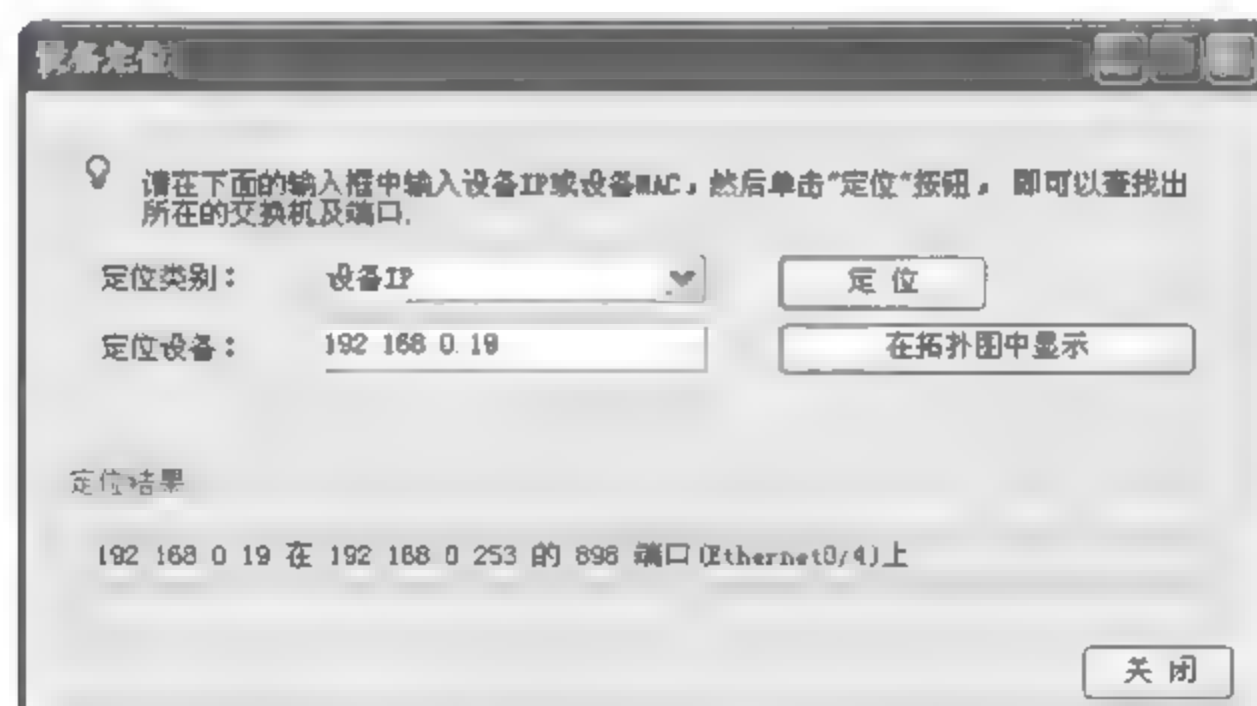 设备定位
请在下面的输入框中输入设备IP或设备MAC，然后单击“定位”按钮，即可以查找出
所在的交换机及端口.
定位类别： 设备IP 定 位
定位设备： 192 168 0 19 在拓扑图中显示
定位结果
192 168 0 19 在 192 168 0 253 的 898 端口(Ethernet0/4)上
关 闭